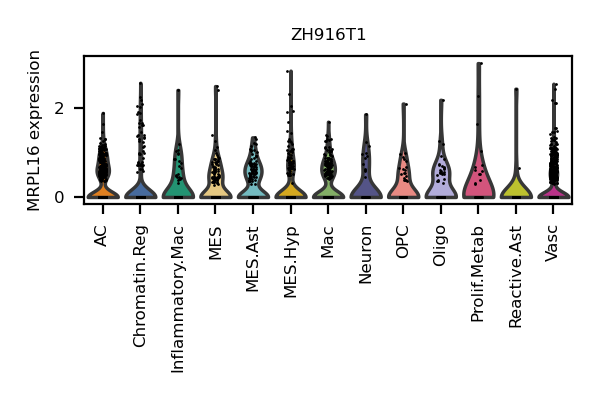 ZH916T1
MRPL16 expression
2
0
AC
Chromatin.Reg
Inflammatory.Mac
MES
MES.Ast
MES.Hyp
Mac
Neuron
OPC
Oligo
Prolif.Metab
Reactive.Ast
Vasc